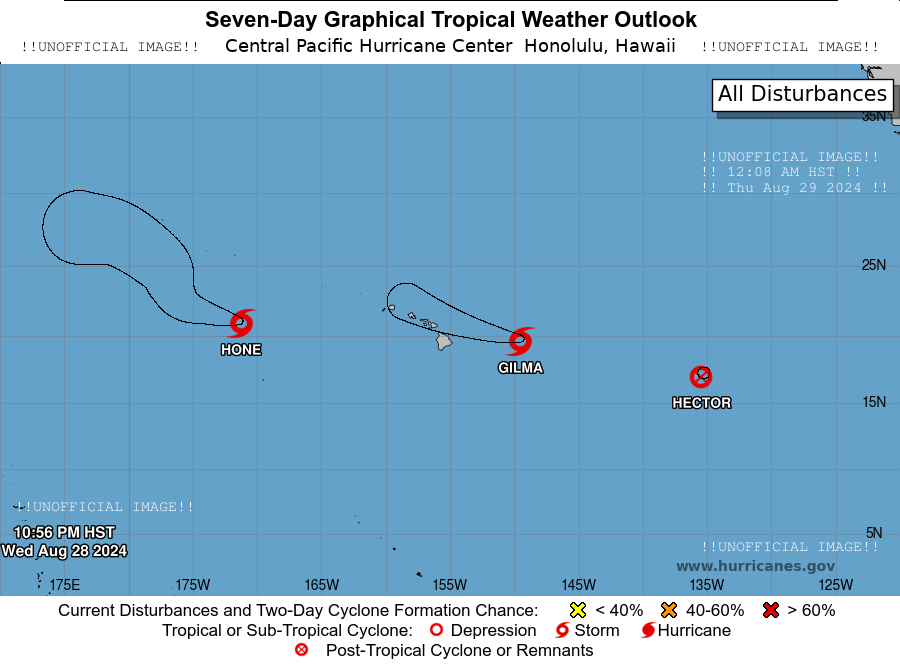 Seven-Day Graphical Tropical Weather Outlook
!!UNOFFICIAL IMAGE!! Central Pacific Hurricane Center Honolulu, Hawaii !!UNOFFICIAL IMAGE!!
All Disturbances
35N
!!UNOFFICIAL IMAGE!!
!! 12:08 AM HST !!
!! Thu Aug 29 2024 !!
25N
HONE
GILMA
HECTOR
15N
!!UNOFFICIAL IMAGE!!
10:56 PM HST
Wed Aug 28 2024
5N
!!UNOFFICIAL IMAGE!!
www.hurricanes.gov
175E 175W 165W 155W 145W 135W 125W
Current Disturbances and Two-Day Cyclone Formation Chance: < 40% 40-60% > 60%
Tropical or Sub-Tropical Cyclone: Depression Storm Hurricane
Post-Tropical Cyclone or Remnants